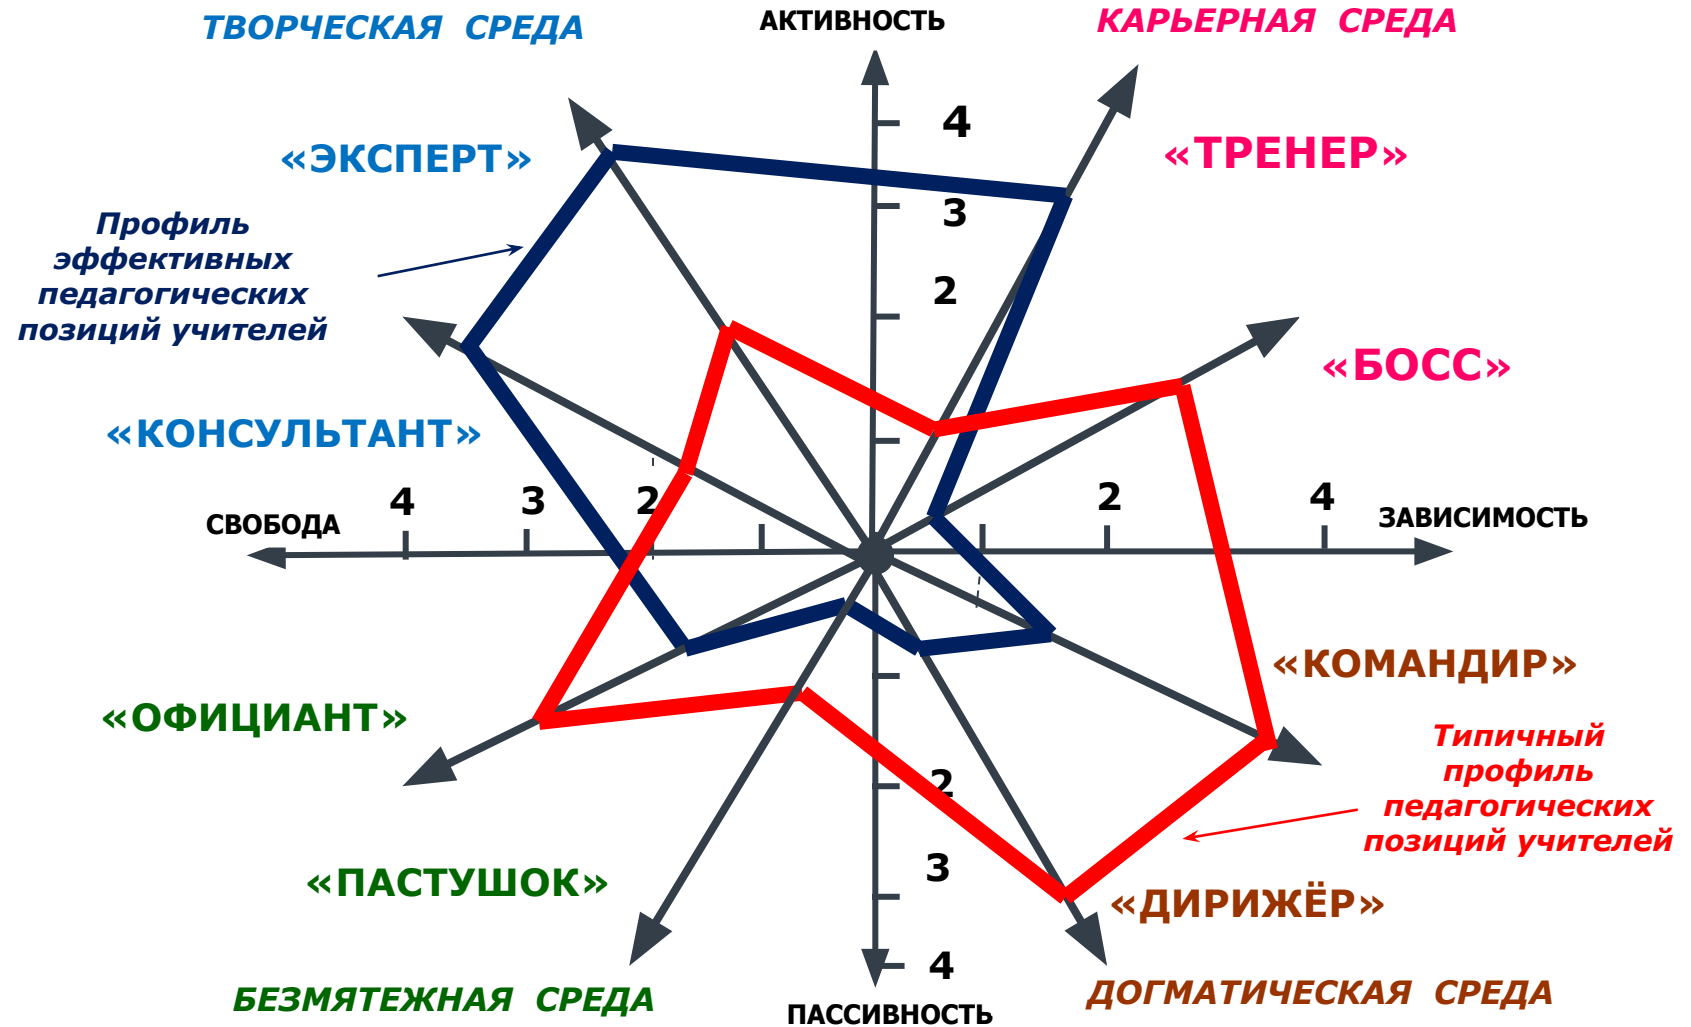 ТВОРЧЕСКАЯ СРЕДА
АКТИВНОСТЬ
КАРЬЕРНАЯ СРЕДА
4
«ЭКСПЕРТ»
«ТРЕНЕР»
Профиль
эффективных
педагогических
позиций учителей
3
2
«БОСС»
«КОНСУЛЬТАНТ»
СВОБОДА
4
3
2
2
4
ЗАВИСИМОСТЬ
«КОМАНДИР»
«ОФИЦИАНТ»
Типичный
профиль
педагогических
позиций учителей
2
3
«ПАСТУШОК»
«ДИРИЖЁР»
4
БЕЗМЯТЕЖНАЯ СРЕДА
ПАССИВНОСТЬ
ДОГМАТИЧЕСКАЯ СРЕДА